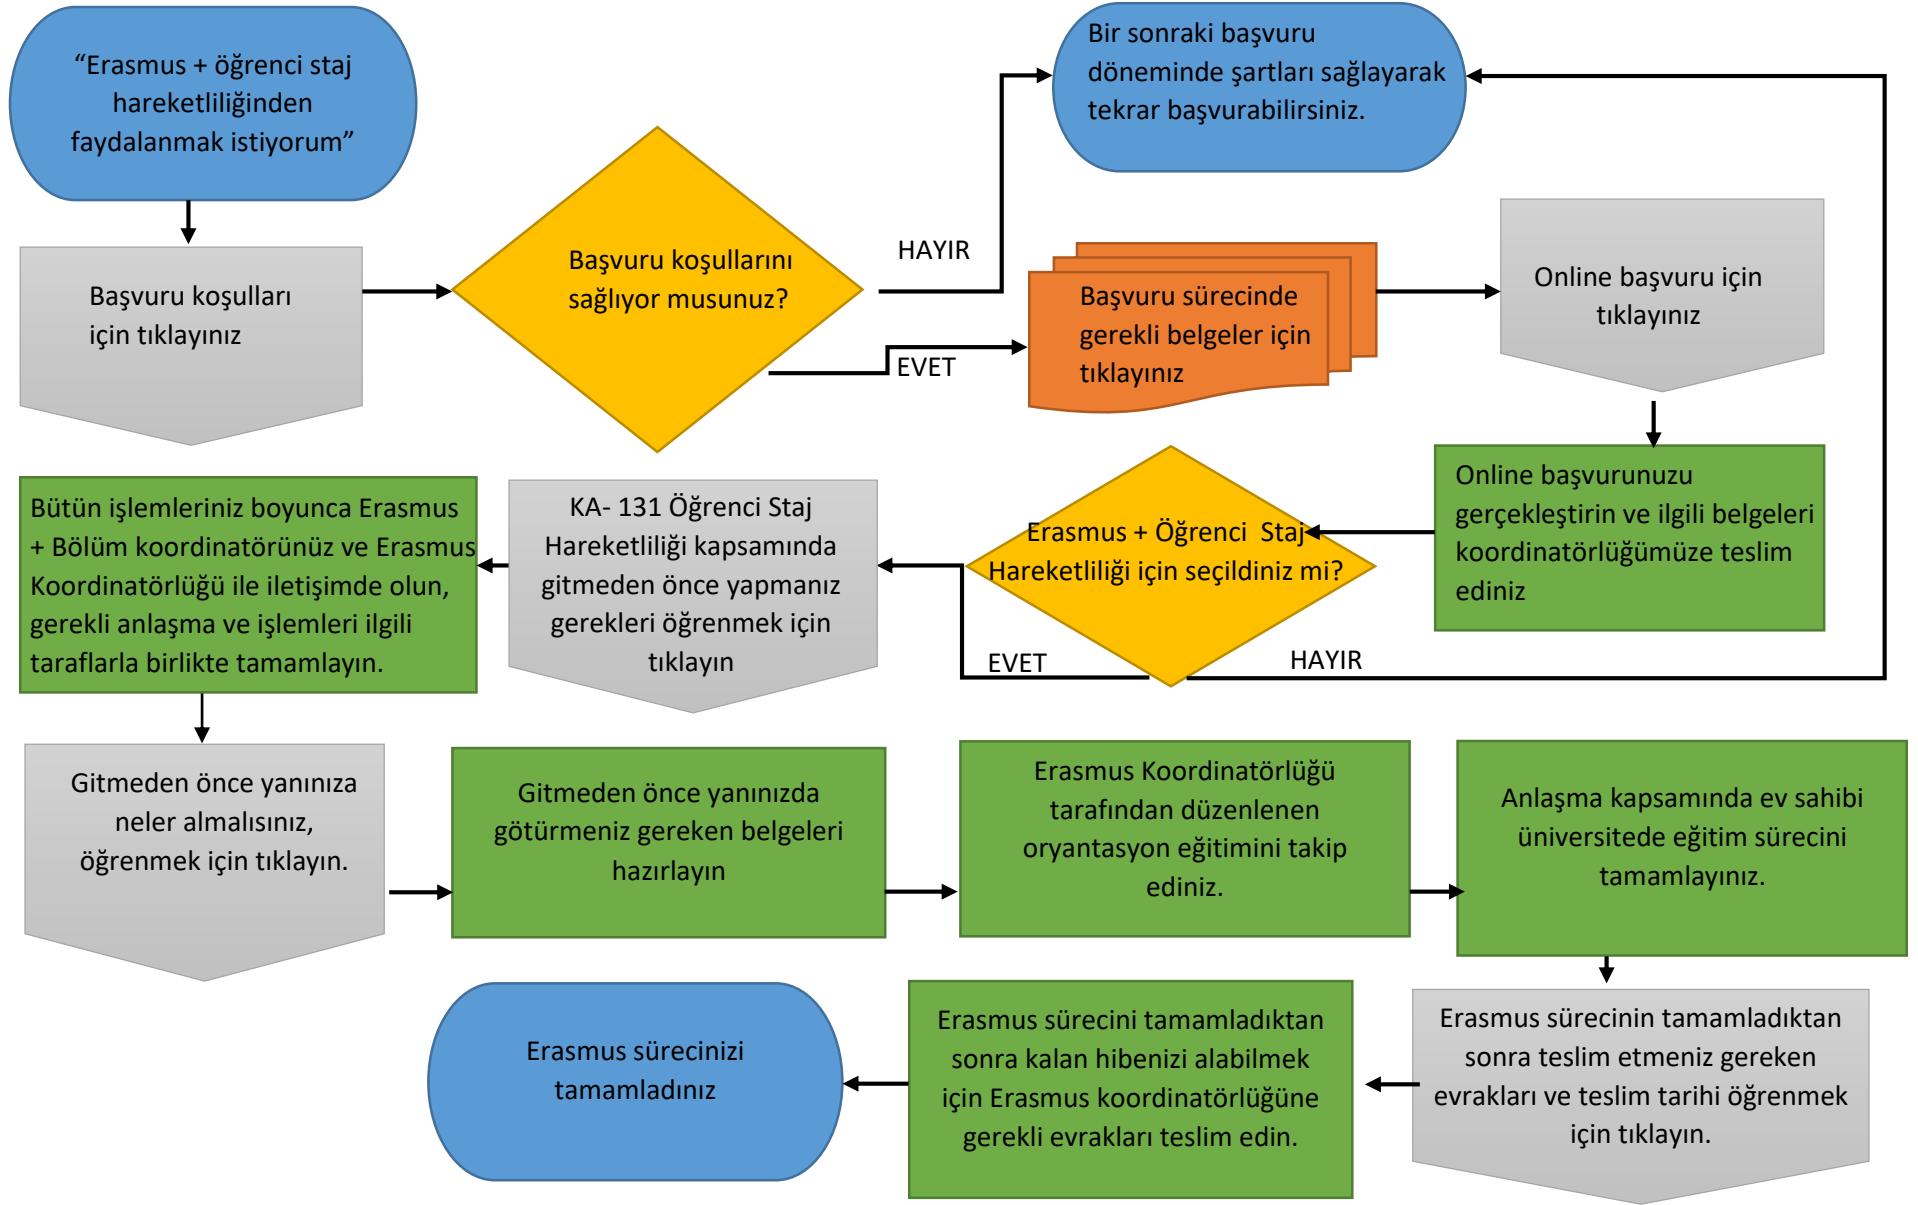 “Erasmus + öğrenci staj
hareketliliğinden
faydalanmak istiyorum”
Başvuru koşulları
için tıklayınız
Başvuru koşullarını
sağlıyor musunuz?
HAYIR
EVET
Bir sonraki başvuru
döneminde şartları sağlayarak
tekrar başvurabilirsiniz.
Başvuru sürecinde
gerekli belgeler için
tıklayınız
Online başvuru için
tıklayınız
Online başvurunuzu
gerçekleştirin ve ilgili belgeleri
koordinatörlüğümüze teslim
ediniz
Erasmus + Öğrenci Staj
Hareketliliği için seçildiniz mi?
EVET
HAYIR
KA- 131 Öğrenci Staj
Hareketliliği kapsamında
gitmeden önce yapmanız
gerekleri öğrenmek için
tıklayın
Bütün işlemleriniz boyunca Erasmus
+ Bölüm koordinatörünüz ve Erasmus
Koordinatörlüğü ile iletişimde olun,
gerekli anlaşma ve işlemleri ilgili
taraflarla birlikte tamamlayın.
Gitmeden önce yanınıza
neler almalısınız,
öğrenmek için tıklayın.
Gitmeden önce yanınızda
götürmeniz gereken belgeleri
hazırlayın
Erasmus Koordinatörlüğü
tarafından düzenlenen
oryantasyon eğitimini takip
ediniz.
Anlaşma kapsamında ev sahibi
üniversitede eğitim sürecini
tamamlayınız.
Erasmus sürecinin tamamladıktan
sonra teslim etmeniz gereken
evrakları ve teslim tarihi öğrenmek
için tıklayın.
Erasmus sürecini tamamladıktan
sonra kalan hibenizi alabilmek
için Erasmus koordinatörlüğüne
gerekli evrakları teslim edin.
Erasmus sürecinizi
tamamladınız